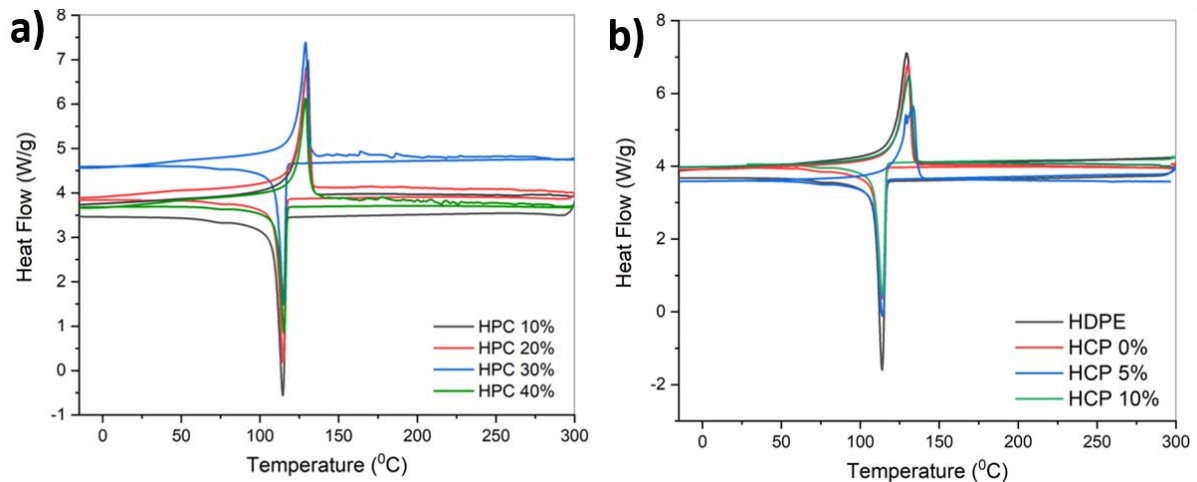 a)
8
7
6
5
4
3
2
1
0
-1
Heat Flow (W/g)
HPC 10%
HPC 20%
HPC 30%
HPC 40%
0 50 100 150 200 250 300
Temperature (⁰C)
b)
8
6
4
2
0
-2
Heat Flow (W/g)
HDPE
HCP 0%
HCP 5%
HCP 10%
0 50 100 150 200 250 300
Temperature (⁰C)